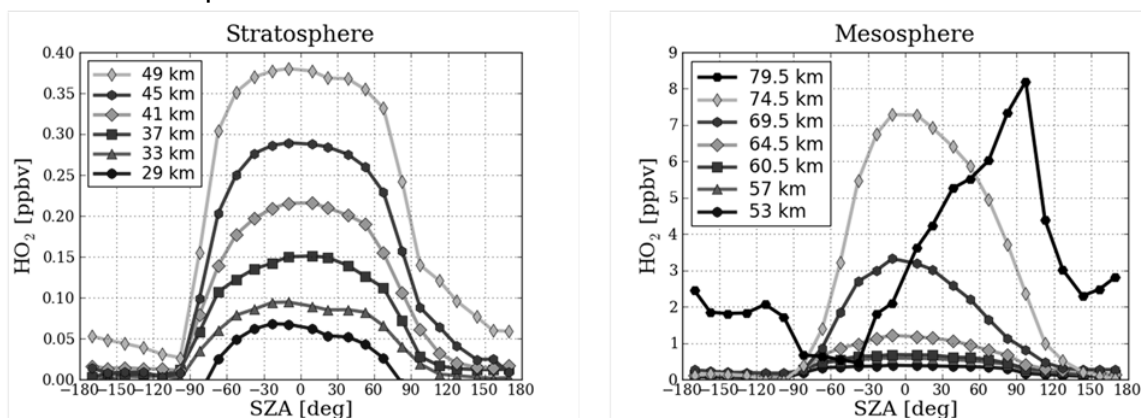 Stratosphere
HO2 [ppbv]
0.40
0.35
0.30
0.25
0.20
0.15
0.10
0.05
0.00
49 km
45 km
41 km
37 km
33 km
29 km
−180 −150 −120 −90 −60 −30 0 30 60 90 120 150 180
SZA [deg]
Mesosphere
HO2 [ppbv]
9
8
7
6
5
4
3
2
1
0
79.5 km
74.5 km
69.5 km
64.5 km
60.5 km
57 km
53 km
−180 −150 −120 −90 −60 −30 0 30 60 90 120 150 180
SZA [deg]